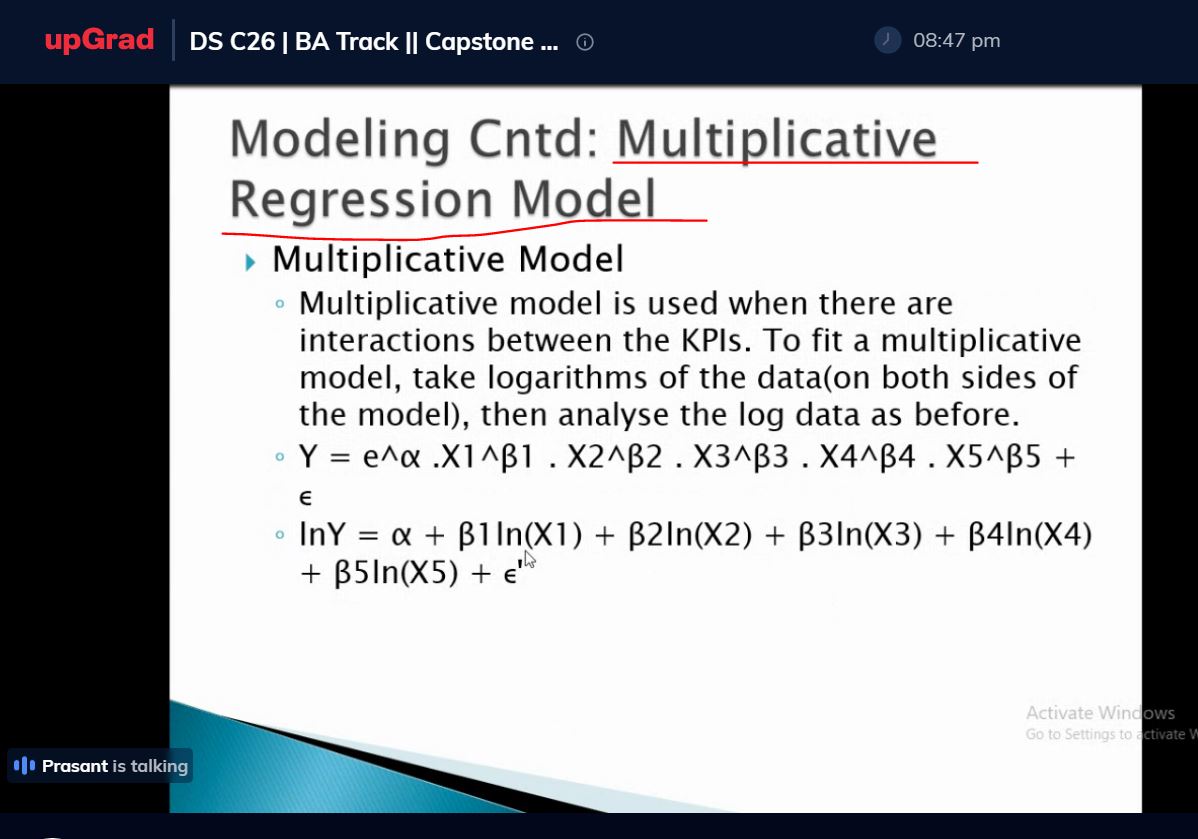 upGrad
DS C26 | BA Track || Capstone ...
08:47 pm
Modeling Cntd: Multiplicative
Regression Model
Multiplicative Model
Multiplicative model is used when there are
interactions between the KPIs. To fit a multiplicative
model, take logarithms of the data(on both sides of
the model), then analyse the log data as before.
Y = e^α .X1^β1 . X2^β2 . X3^β3 . X4^β4 . X5^β5 +
ϵ
lnY = α + β1ln(X1) + β2ln(X2) + β3ln(X3) + β4ln(X4)
+ β5ln(X5) + ϵ'
Activate Windows
Go to Settings to activate W
Prasant is talking